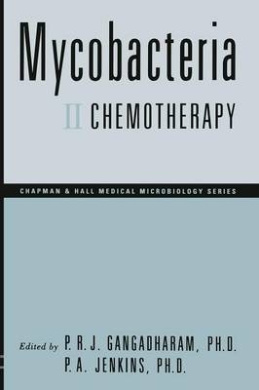 Mycobacteria
II CHEMOTHERAPY
CHAPMAN & HALL MEDICAL MICROBIOLOGY SERIES
Edited by P. R. J. GANGADHARAM, PH.D.
P. A. JENKINS, PH.D.